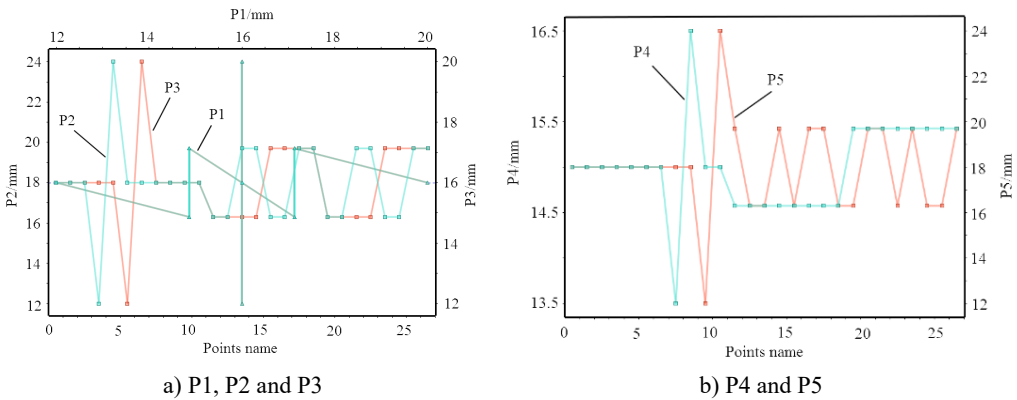 P1/mm
12 14 16 18 20
24 22 20 18 16 14 12
P2/mm
P2
P3
P1
20 18 16 14 12
P3/mm
0 5 10 15 20 25
Points name
a) P1, P2 and P3
16.5 15.5 14.5 13.5
P4/mm
P4
P5
24 22 20 18 16 14 12
P5/mm
0 5 10 15 20 25
Points name
b) P4 and P5